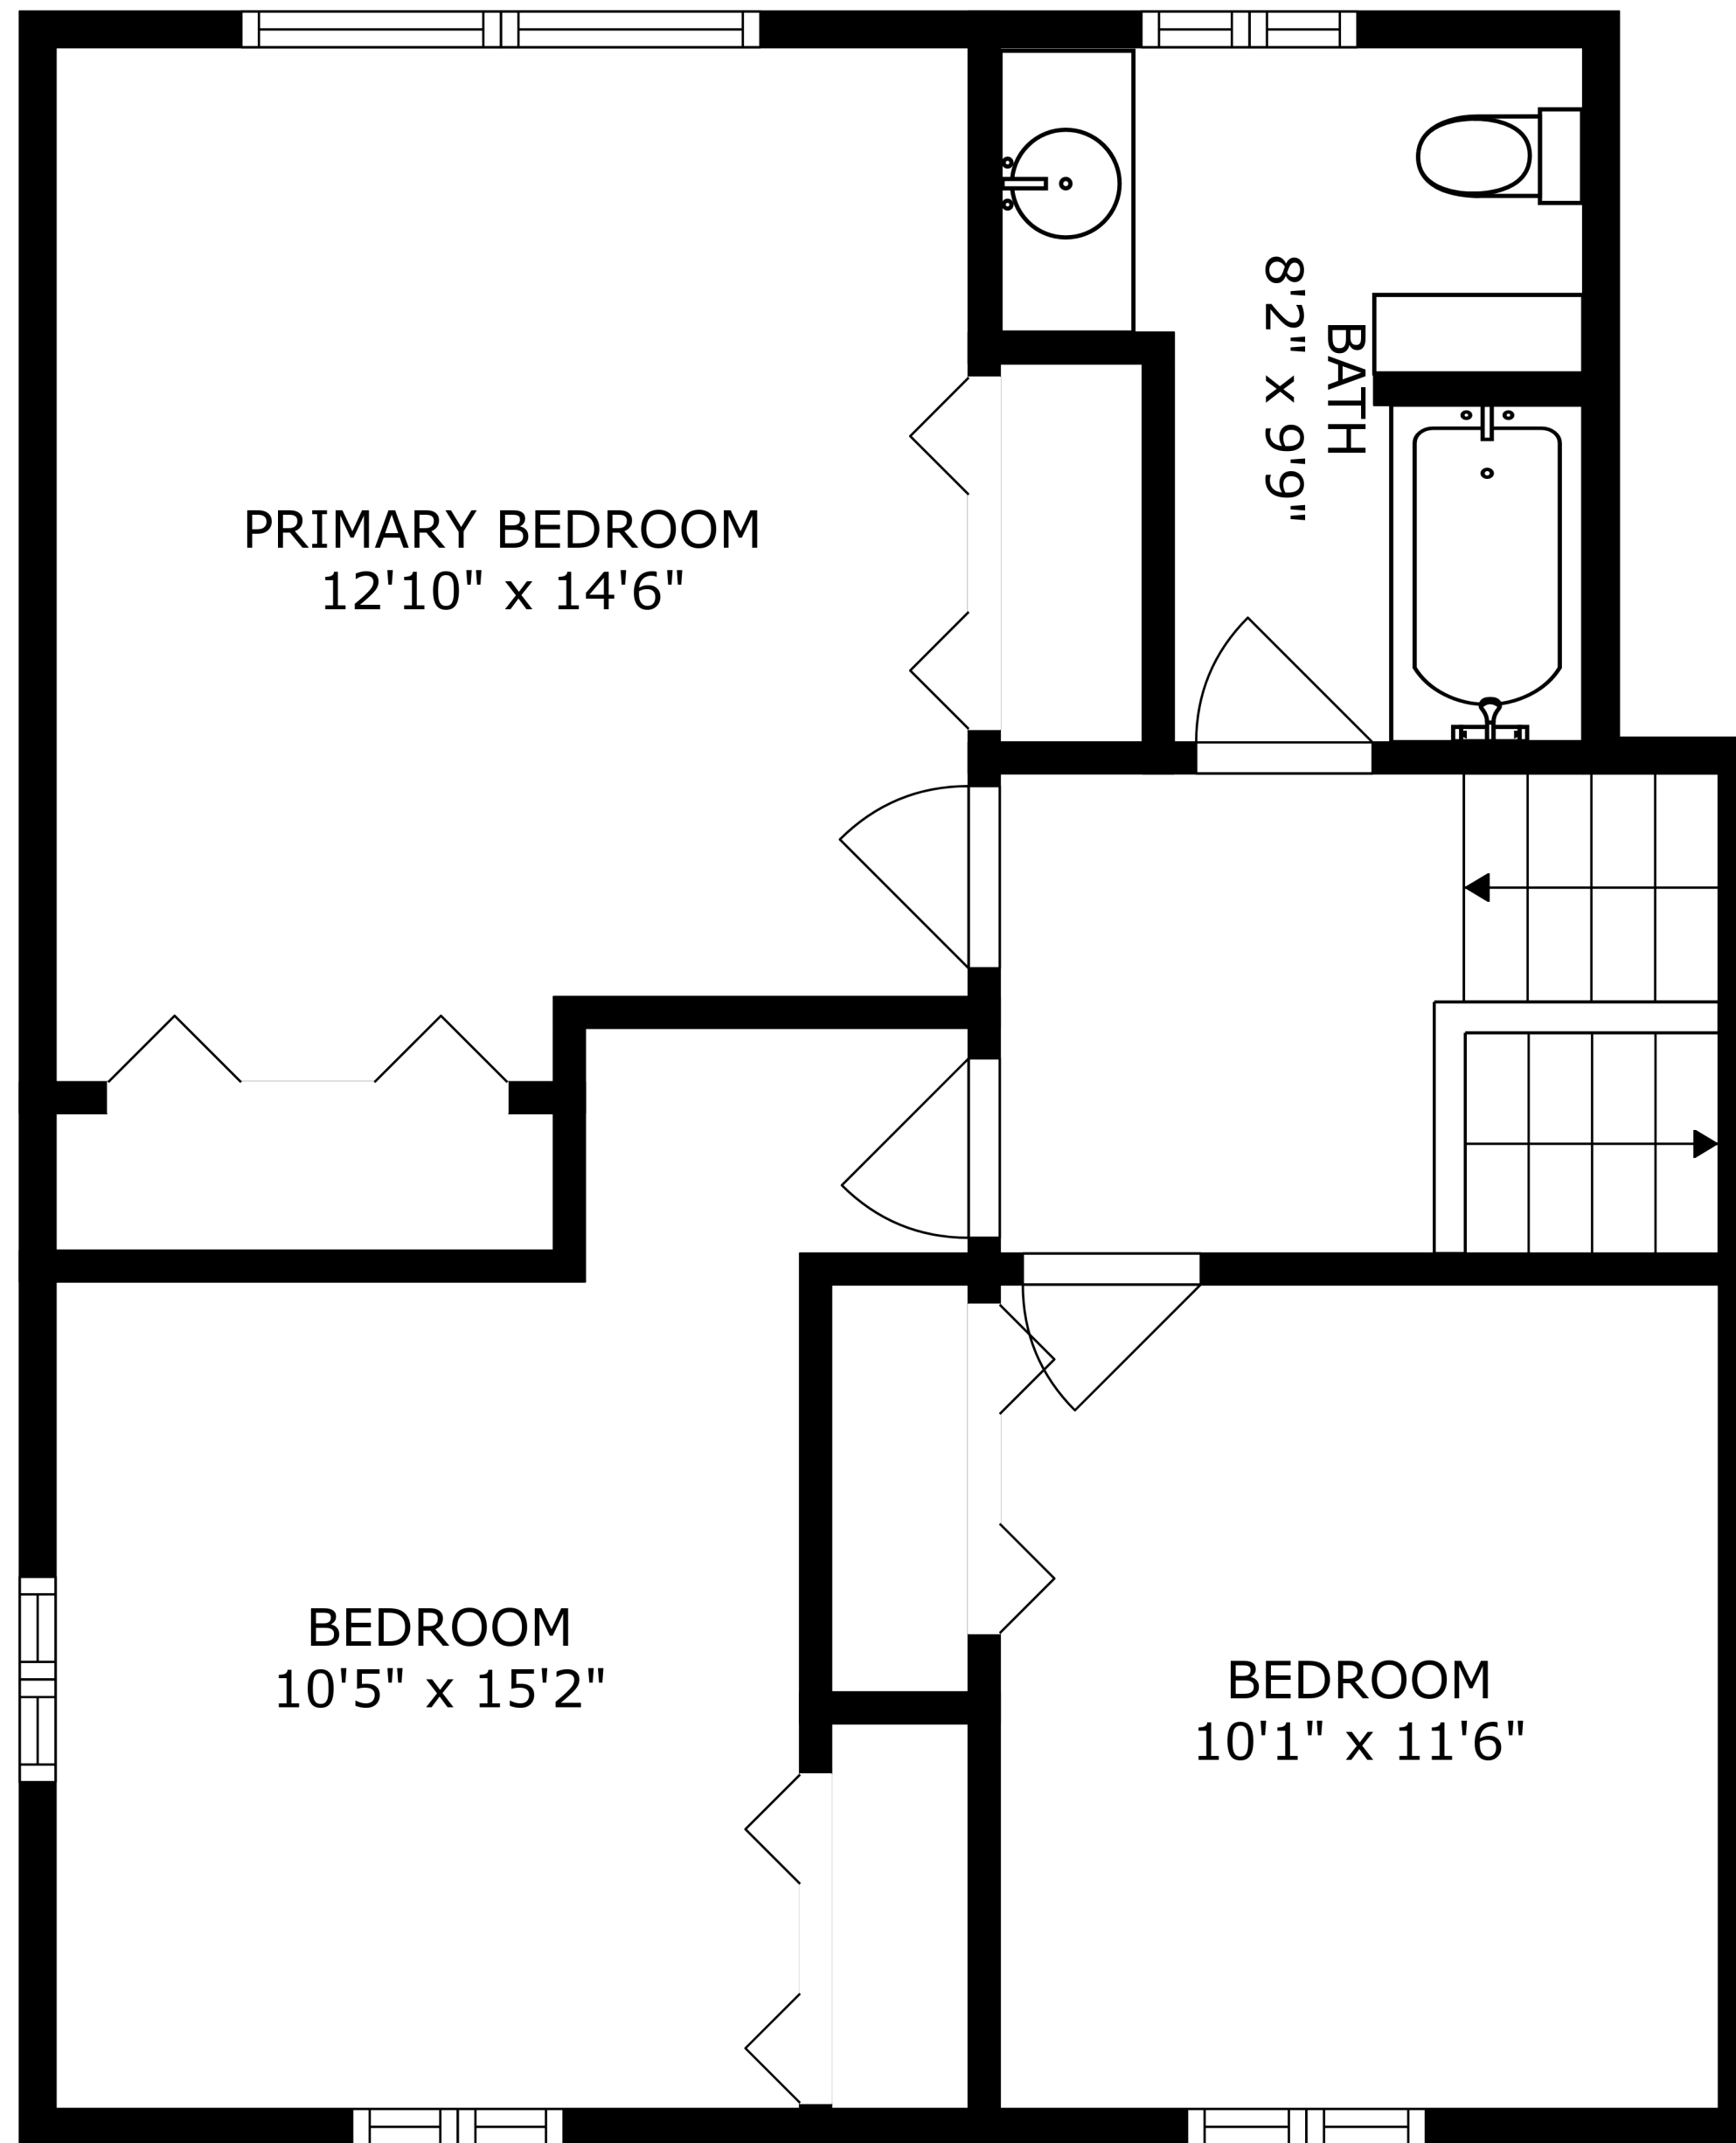 PRIMARY BEDROOM
12'10" x 14'6"
BATH
8'2" x 9'9"
BEDROOM
10'5" x 15'2"
BEDROOM
10'1" x 11'6"